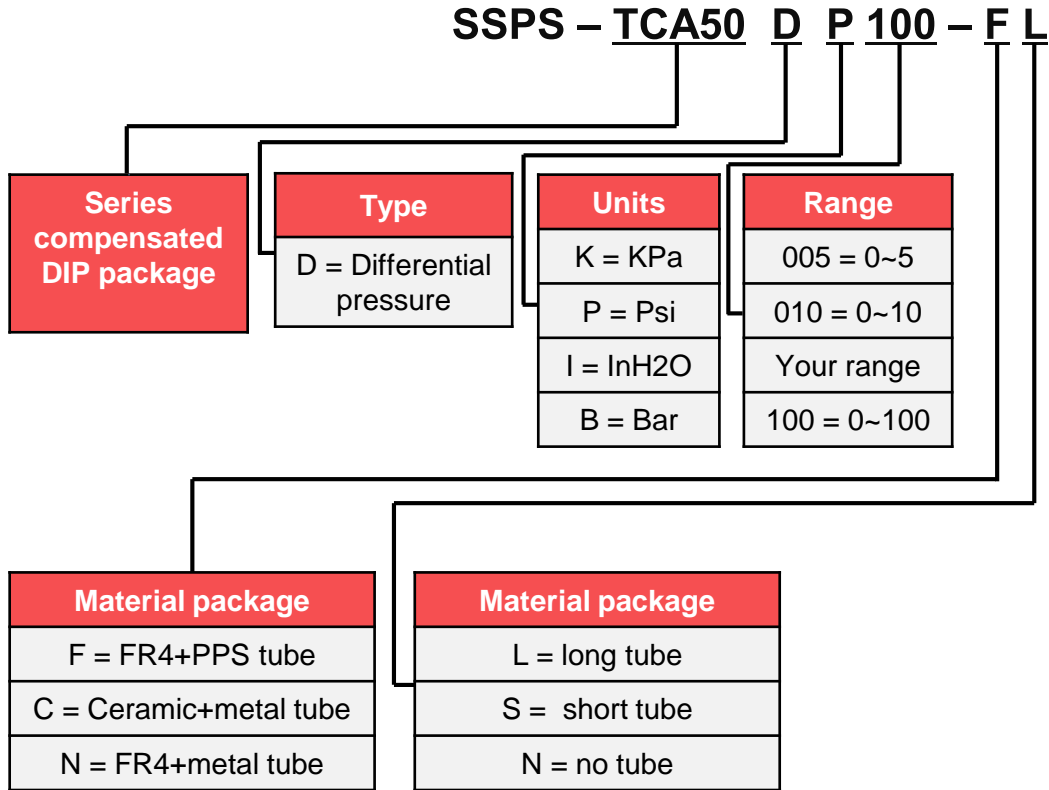 SSPS – TCA50 D P 100 – F L
Series
compensated
DIP package
Type
D = Differential
pressure
Units
K = KPa
P = Psi
I = InH2O
B = Bar
Range
005 = 0~5
010 = 0~10
Your range
100 = 0~100
Material package
F = FR4+PPS tube
C = Ceramic+metal tube
N = FR4+metal tube
Material package
L = long tube
S = short tube
N = no tube